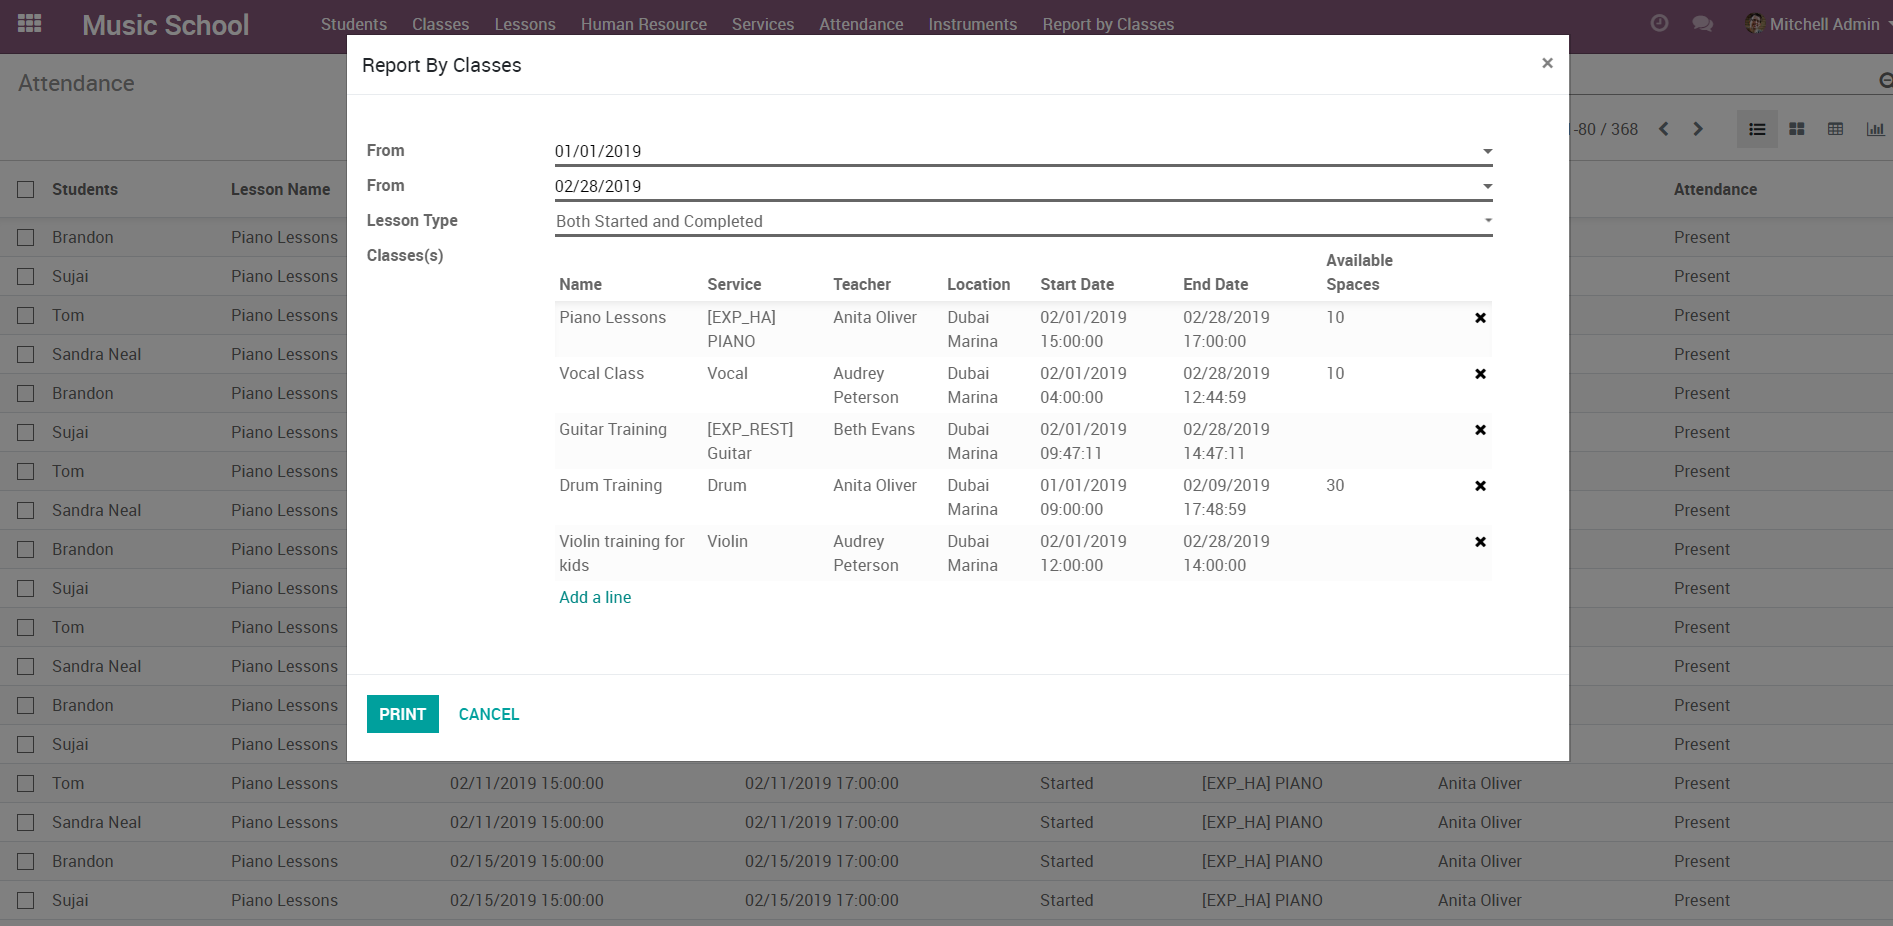 Music School
Students Classes Lessons Human Resource Services Attendance Instruments Report by Classes
Mitchell Admin
Attendance
1-80 / 368
Students Lesson Name Attendance
Brandon Piano Lessons Present
Sujai Piano Lessons Present
Tom Piano Lessons Present
Sandra Neal Piano Lessons Present
Brandon Piano Lessons Present
Sujai Piano Lessons Present
Tom Piano Lessons Present
Sandra Neal Piano Lessons Present
Brandon Piano Lessons Present
Sujai Piano Lessons Present
Tom Piano Lessons Present
Sandra Neal Piano Lessons Present
Brandon Piano Lessons Present
Sujai Piano Lessons Present
Report By Classes
×
From 01/01/2019
From 02/28/2019
Lesson Type Both Started and Completed
Classes(s)
Name Service Teacher Location Start Date End Date Available
Spaces
Piano Lessons [EXP_HA] Anita Oliver Dubai 02/01/2019 02/28/2019 10
PIANO Marina 15:00:00 17:00:00
Vocal Class Vocal Audrey Dubai 02/01/2019 02/28/2019 10
Peterson Marina 04:00:00 12:44:59
Guitar Training [EXP_REST] Beth Evans Dubai 02/01/2019 02/28/2019
Guitar Marina 09:47:11 14:47:11
Drum Training Drum Anita Oliver Dubai 01/01/2019 02/09/2019 30
Marina 09:00:00 17:48:59
Violin training for Violin Audrey Dubai 02/01/2019 02/28/2019
kids Peterson Marina 12:00:00 14:00:00
Add a line
PRINT CANCEL
Tom Piano Lessons 02/11/2019 15:00:00 02/11/2019 17:00:00 Started [EXP_HA] PIANO Anita Oliver Present
Sandra Neal Piano Lessons 02/11/2019 15:00:00 02/11/2019 17:00:00 Started [EXP_HA] PIANO Anita Oliver Present
Brandon Piano Lessons 02/15/2019 15:00:00 02/15/2019 17:00:00 Started [EXP_HA] PIANO Anita Oliver Present
Sujai Piano Lessons 02/15/2019 15:00:00 02/15/2019 17:00:00 Started [EXP_HA] PIANO Anita Oliver Present